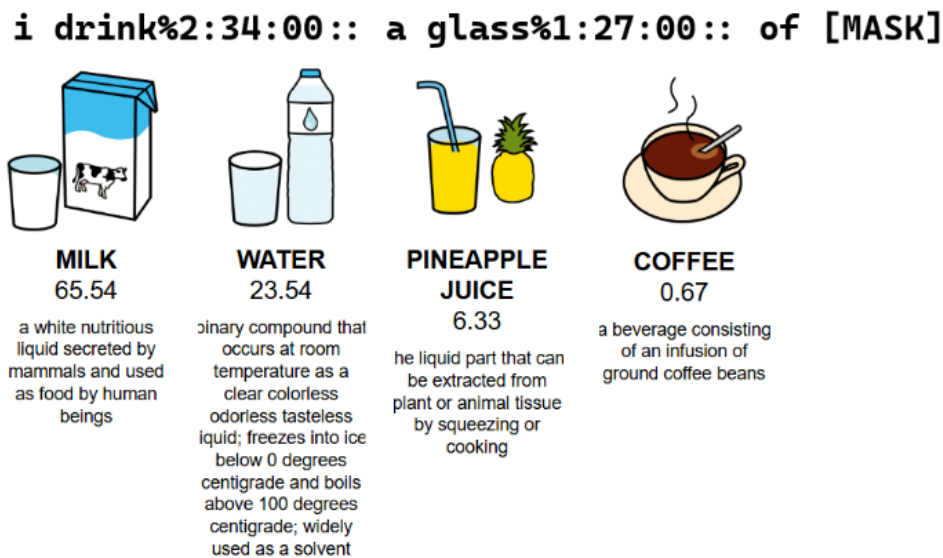 i drink%2:34:00:: a glass%1:27:00:: of [MASK]
MILK
65.54
a white nutritious
liquid secreted by
mammals and used
as food by human
beings
WATER
23.54
binary compound that
occurs at room
temperature as a
clear colorless
odorless tasteless
liquid; freezes into ice
below 0 degrees
centigrade and boils
above 100 degrees
centigrade; widely
used as a solvent
PINEAPPLE
JUICE
6.33
he liquid part that can
be extracted from
plant or animal tissue
by squeezing or
cooking
COFFEE
0.67
a beverage consisting
of an infusion of
ground coffee beans